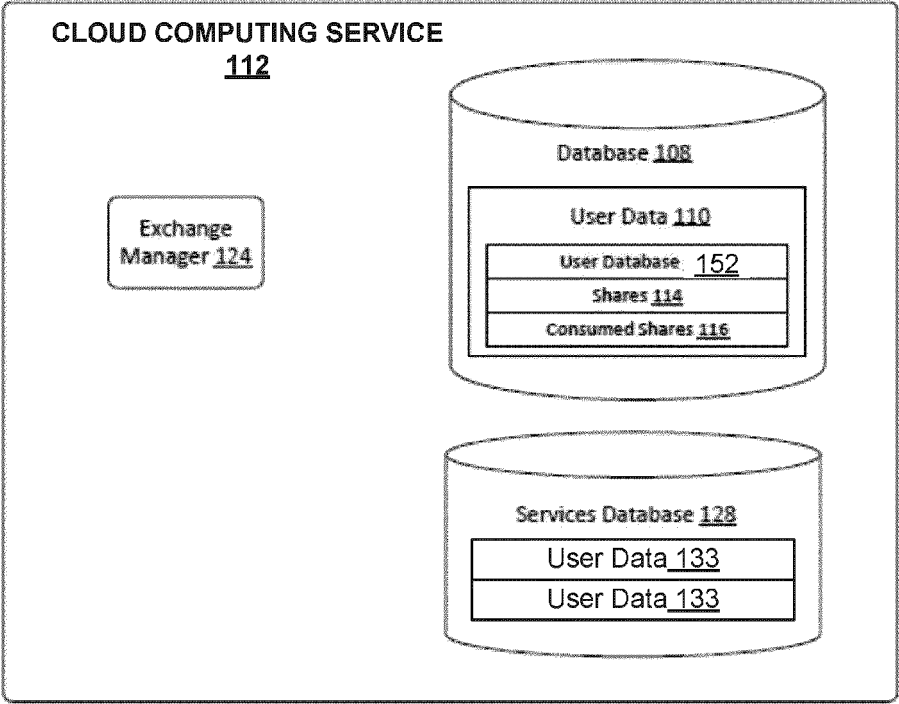 CLOUD COMPUTING SERVICE
112
Exchange
Manager 124
Database 108
User Data 110
User Database 152
Shares 114
Consumed Shares 116
Services Database 128
User Data 133
User Data 133